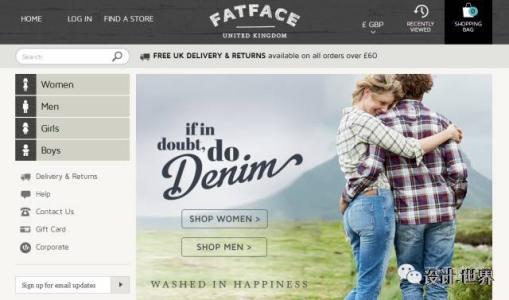 HOME
LOG IN
FIND A STORE
FATFACE
UNITED KINGDOM
£ GBP
RECENTLY
VIEWED
SHOPPING
BAG
0
Search
FREE UK DELIVERY & RETURNS available on all orders over £60
Women
Men
Girls
Boys
Delivery & Returns
Help
Contact Us
Gift Card
Corporate
Sign up for email updates
if in
doubt, do
Denim
SHOP WOMEN >
SHOP MEN >
WASHED IN HAPPINESS
设计世界